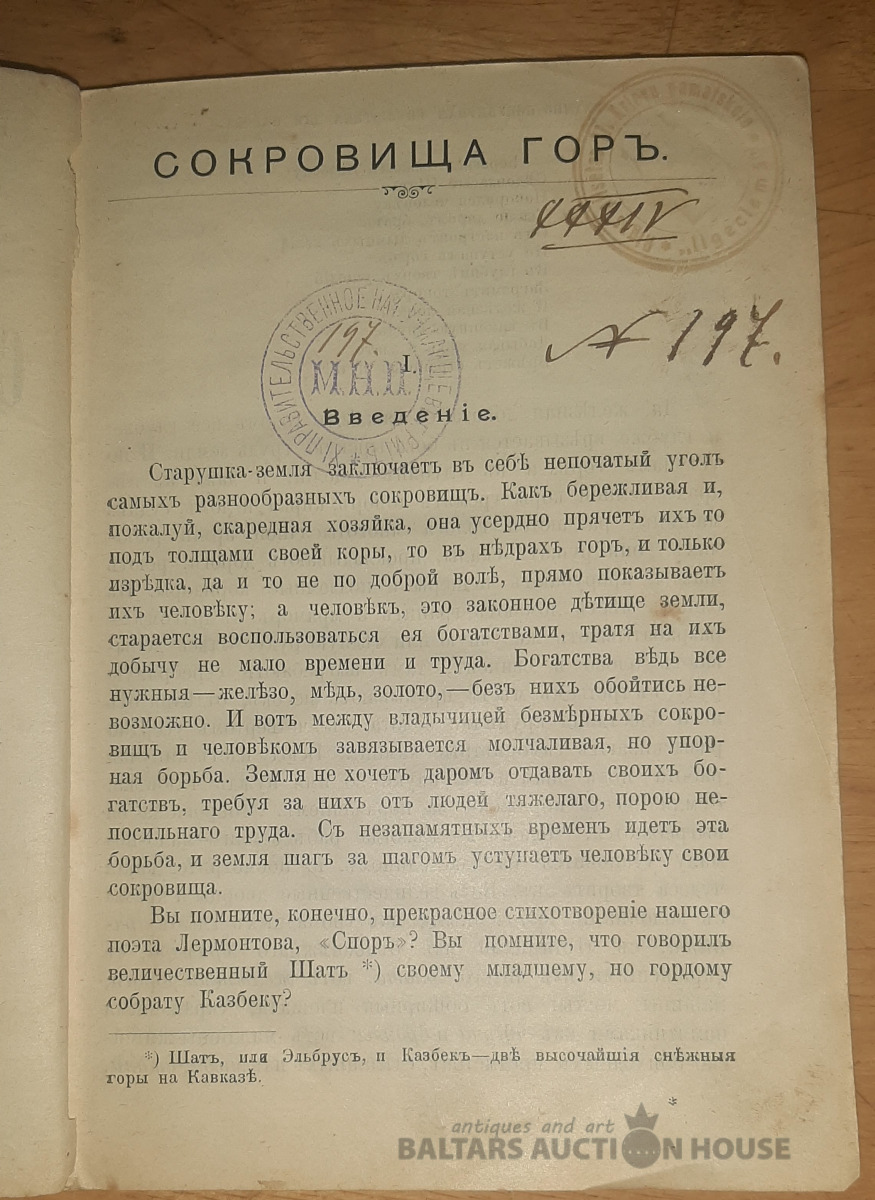 СОКРОВИЩА ГОРЪ.
XXXIV
197.
№ 197.
М.Н.П.
I.
Введеніе.
Старушка-земля заключаетъ въ себѣ непочатый уголъ
самыхъ разнообразныхъ сокровищъ. Какъ бережливая и,
пожалуй, скаредная хозяйка, она усердно прячетъ ихъ то
подъ толщами своей коры, то въ нѣдрахъ горъ, и только
изрѣдка, да и то не по доброй волѣ, прямо показываетъ
ихъ человѣку; а человѣкъ, это законное дѣтище земли,
старается воспользоваться ея богатствами, тратя на ихъ
добычу не мало времени и труда. Богатства вѣдь все
нужныя—желѣзо, мѣдь, золото,—безъ нихъ обойтись не-
возможно. И вотъ между владычицей безмѣрныхъ сокро-
вищъ и человѣкомъ завязывается молчаливая, но упор-
ная борьба. Земля не хочетъ даромъ отдавать своихъ бо-
гатствъ, требуя за нихъ отъ людей тяжелаго, порою не-
посильнаго труда. Съ незапамятныхъ временъ идетъ эта
борьба, и земля шагъ за шагомъ уступаетъ человѣку свои
сокровища.
Вы помните, конечно, прекрасное стихотвореніе нашего
поэта Лермонтова, «Споръ»? Вы помните, что говорилъ
величественный Шатъ *) своему младшему, но гордому
собрату Казбеку?
*) Шатъ, или Эльбрусъ, и Казбекъ—двѣ высочайшія снѣжныя
горы на Кавказѣ.
*
antiques and art
BALTARS AUCTION HOUSE